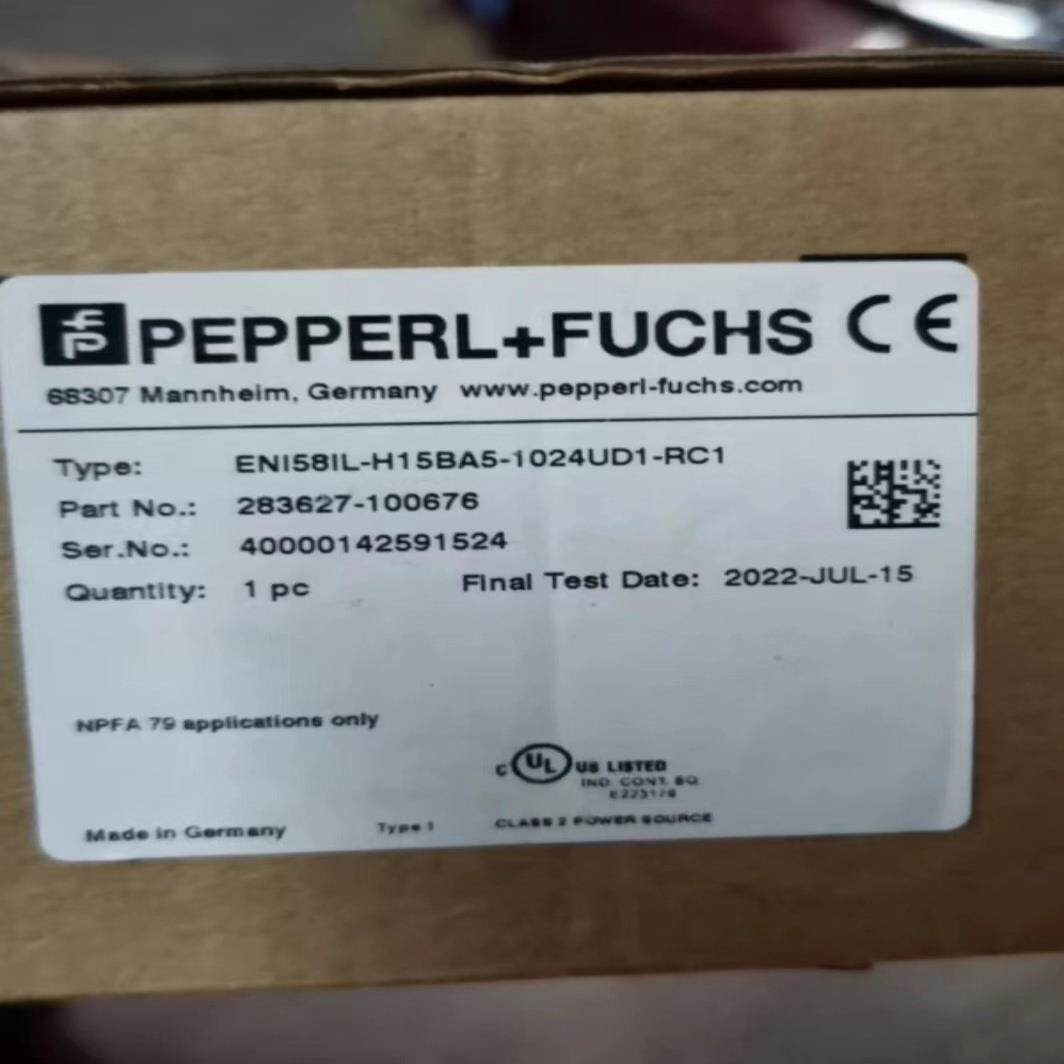 PEPPERL+FUCHS CE
68307 Mannheim, Germany www.pepperl-fuchs.com
Type: ENI58IL-H15BA5-1024UD1-RC1
Part No.: 283627-100676
Ser.No.: 40000142591524
Quantity: 1 pc Final Test Date: 2022-JUL-15
NPFA 79 applications only
C UL US LISTED
IND. CONT. EQ.
Made in Germany Type 1 CLASS 2 POWER SOURCE